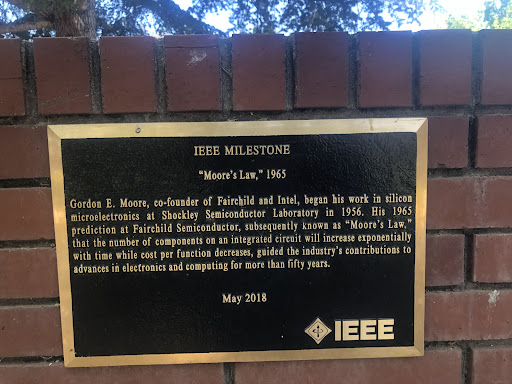 IEEE MILESTONE
“Moore's Law,” 1965
Gordon E. Moore, co-founder of Fairchild and Intel, began his work in silicon
microelectronics at Shockley Semiconductor Laboratory in 1956. His 1965
prediction at Fairchild Semiconductor, subsequently known as “Moore's Law,”
that the number of components on an integrated circuit will increase exponentially
with time while cost per function decreases, guided the industry's contributions to
advances in electronics and computing for more than fifty years.
May 2018
IEEE